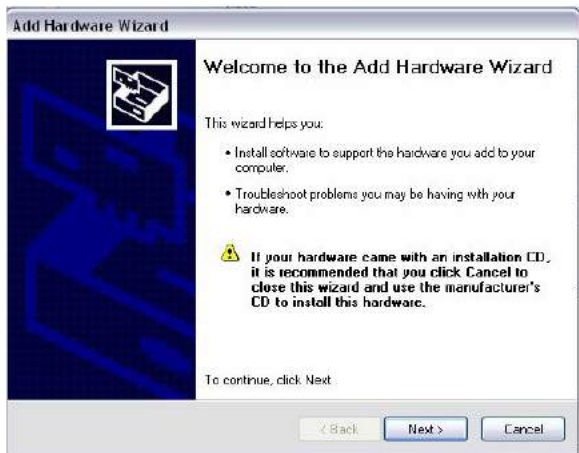 Add Hardware Wizard
Welcome to the Add Hardware Wizard
This wizard helps you:
• Install software to support the hardware you add to your
computer.
• Troubleshoot problems you may be having with your
hardware.
If your hardware came with an installation CD,
it is recommended that you click Cancel to
close this wizard and use the manufacturer's
CD to install this hardware.
To continue, click Next
< Back Next > Cancel